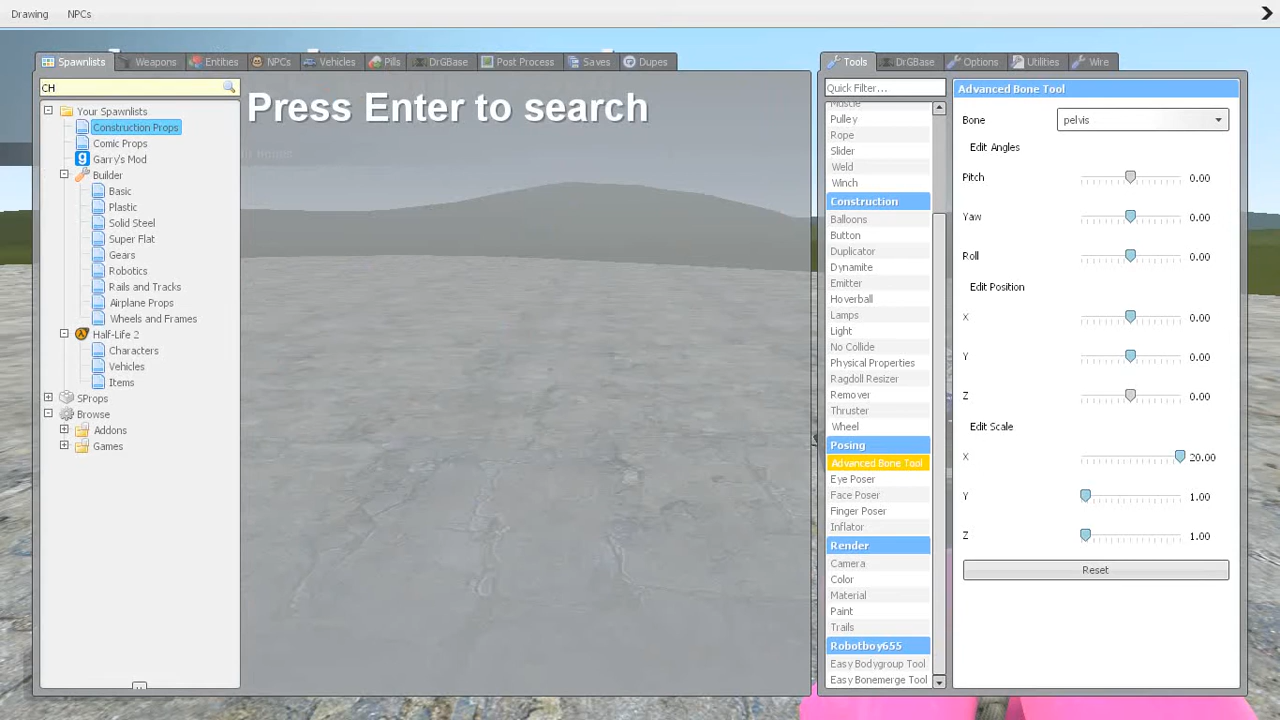 Drawing NPCs
Spawnlists Weapons Entities NPCs Vehicles Pills DrGBase Post Process Saves Dupes
CH
Press Enter to search
Your Spawnlists
Construction Props
Comic Props
Garry's Mod
Builder
Basic
Plastic
Solid Steel
Super Flat
Gears
Robotics
Rails and Tracks
Airplane Props
Wheels and Frames
Half-Life 2
Characters
Vehicles
Items
SProps
Browse
Addons
Games
Tools DrGBase Options Utilities Wire
Quick Filter...
Muscle
Pulley
Rope
Slider
Weld
Winch
Construction
Balloons
Button
Duplicator
Dynamite
Emitter
Hoverball
Lamps
Light
No Collide
Physical Properties
Ragdoll Resizer
Remover
Thruster
Wheel
Posing
Advanced Bone Tool
Eye Poser
Face Poser
Finger Poser
Inflator
Render
Camera
Color
Material
Paint
Trails
Robotboy655
Easy Bodygroup Tool
Easy Bonemerge Tool
Advanced Bone Tool
Bone pelvis
Edit Angles
Pitch 0.00
Yaw 0.00
Roll 0.00
Edit Position
X 0.00
Y 0.00
Z 0.00
Edit Scale
X 20.00
Y 1.00
Z 1.00
Reset